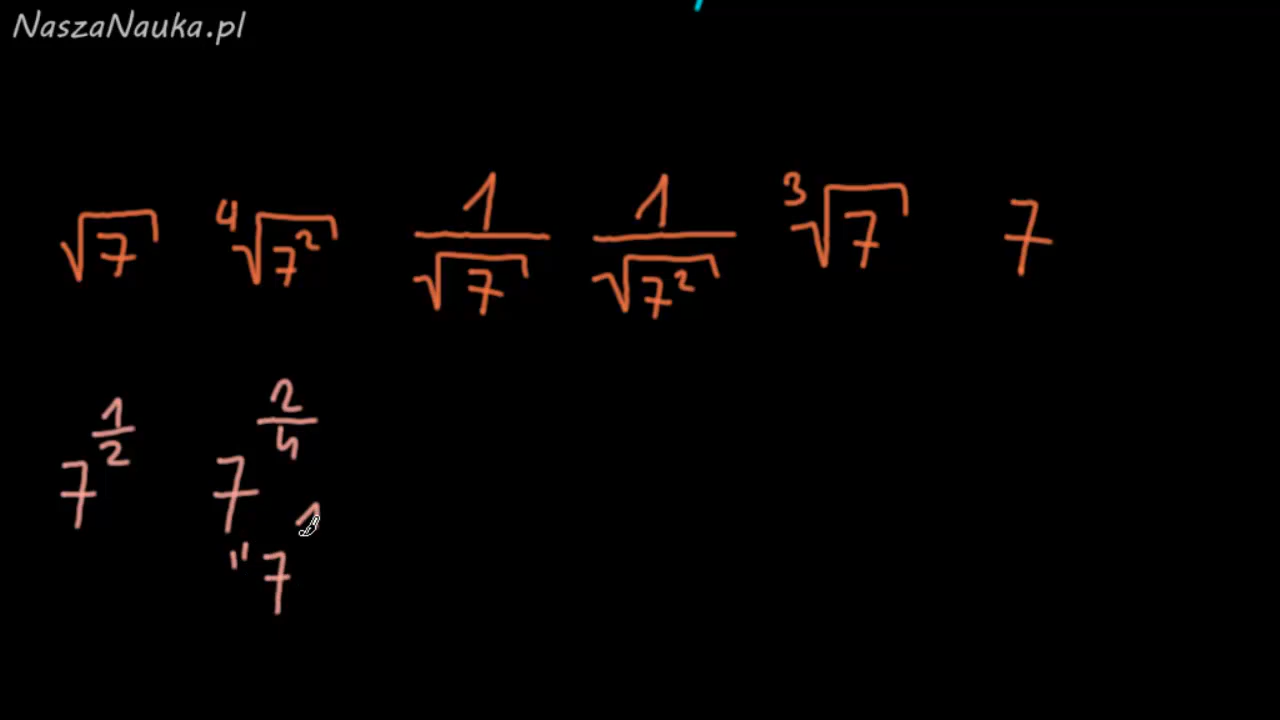 NaszaNauka.pl
√7 ⁴√7² 1/√7 1/√7² ³√7 7
7^(1/2) 7^(2/4)
" 7^1